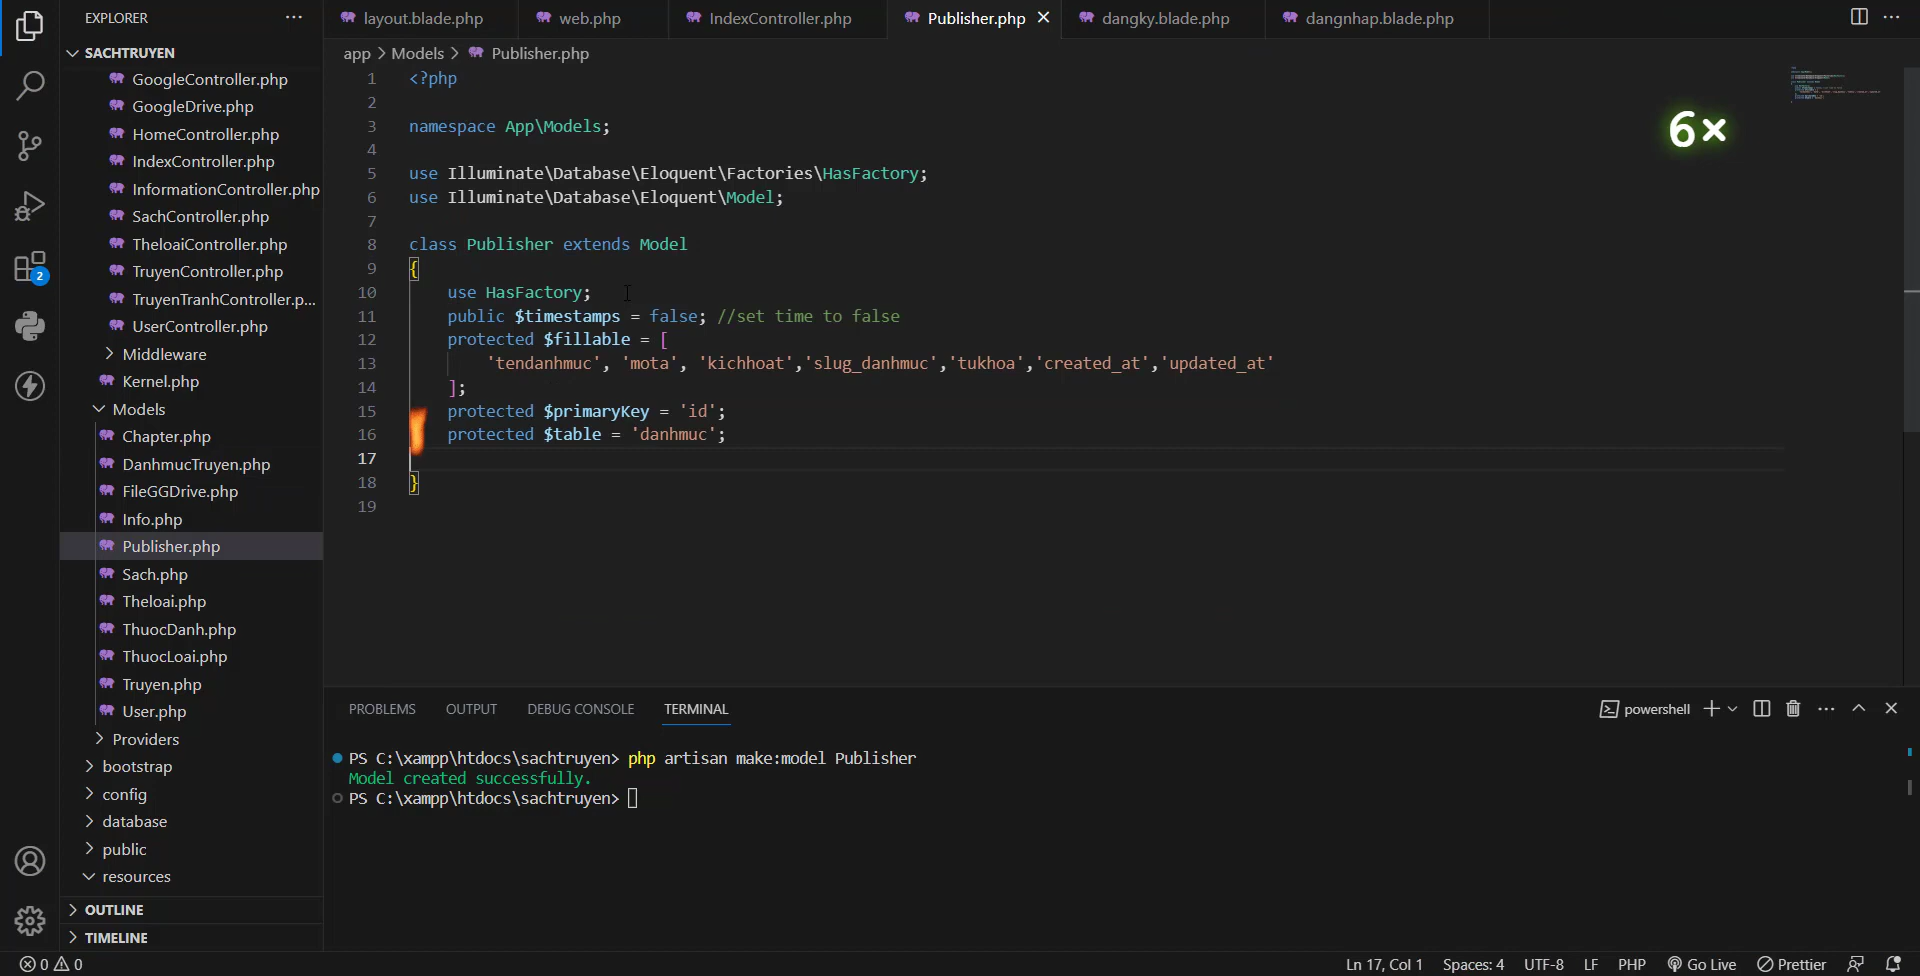 EXPLORER
SACHTRUYEN
GoogleController.php
GoogleDrive.php
HomeController.php
IndexController.php
InformationController.php
SachController.php
TheloaiController.php
TruyenController.php
TruyenTranhController.p...
UserController.php
Middleware
Kernel.php
Models
Chapter.php
DanhmucTruyen.php
FileGGDrive.php
Info.php
Publisher.php
Sach.php
Theloai.php
ThuocDanh.php
ThuocLoai.php
Truyen.php
User.php
Providers
bootstrap
config
database
public
resources
OUTLINE
TIMELINE
2
layout.blade.php web.php IndexController.php Publisher.php dangky.blade.php dangnhap.blade.php
app > Models > Publisher.php
1 <?php
2
3 namespace App\Models;
4
5 use Illuminate\Database\Eloquent\Factories\HasFactory;
6 use Illuminate\Database\Eloquent\Model;
7
8 class Publisher extends Model
9 {
10 use HasFactory;
11 public $timestamps = false; //set time to false
12 protected $fillable = [
13 'tendanhmuc', 'mota', 'kichhoat','slug_danhmuc','tukhoa','created_at','updated_at'
14 ];
15 protected $primaryKey = 'id';
16 protected $table = 'danhmuc';
17
18 }
19
6×
PROBLEMS OUTPUT DEBUG CONSOLE TERMINAL
powershell
PS C:\xampp\htdocs\sachtruyen> php artisan make:model Publisher
Model created successfully.
PS C:\xampp\htdocs\sachtruyen>
0 0 Ln 17, Col 1 Spaces: 4 UTF-8 LF PHP Go Live Prettier